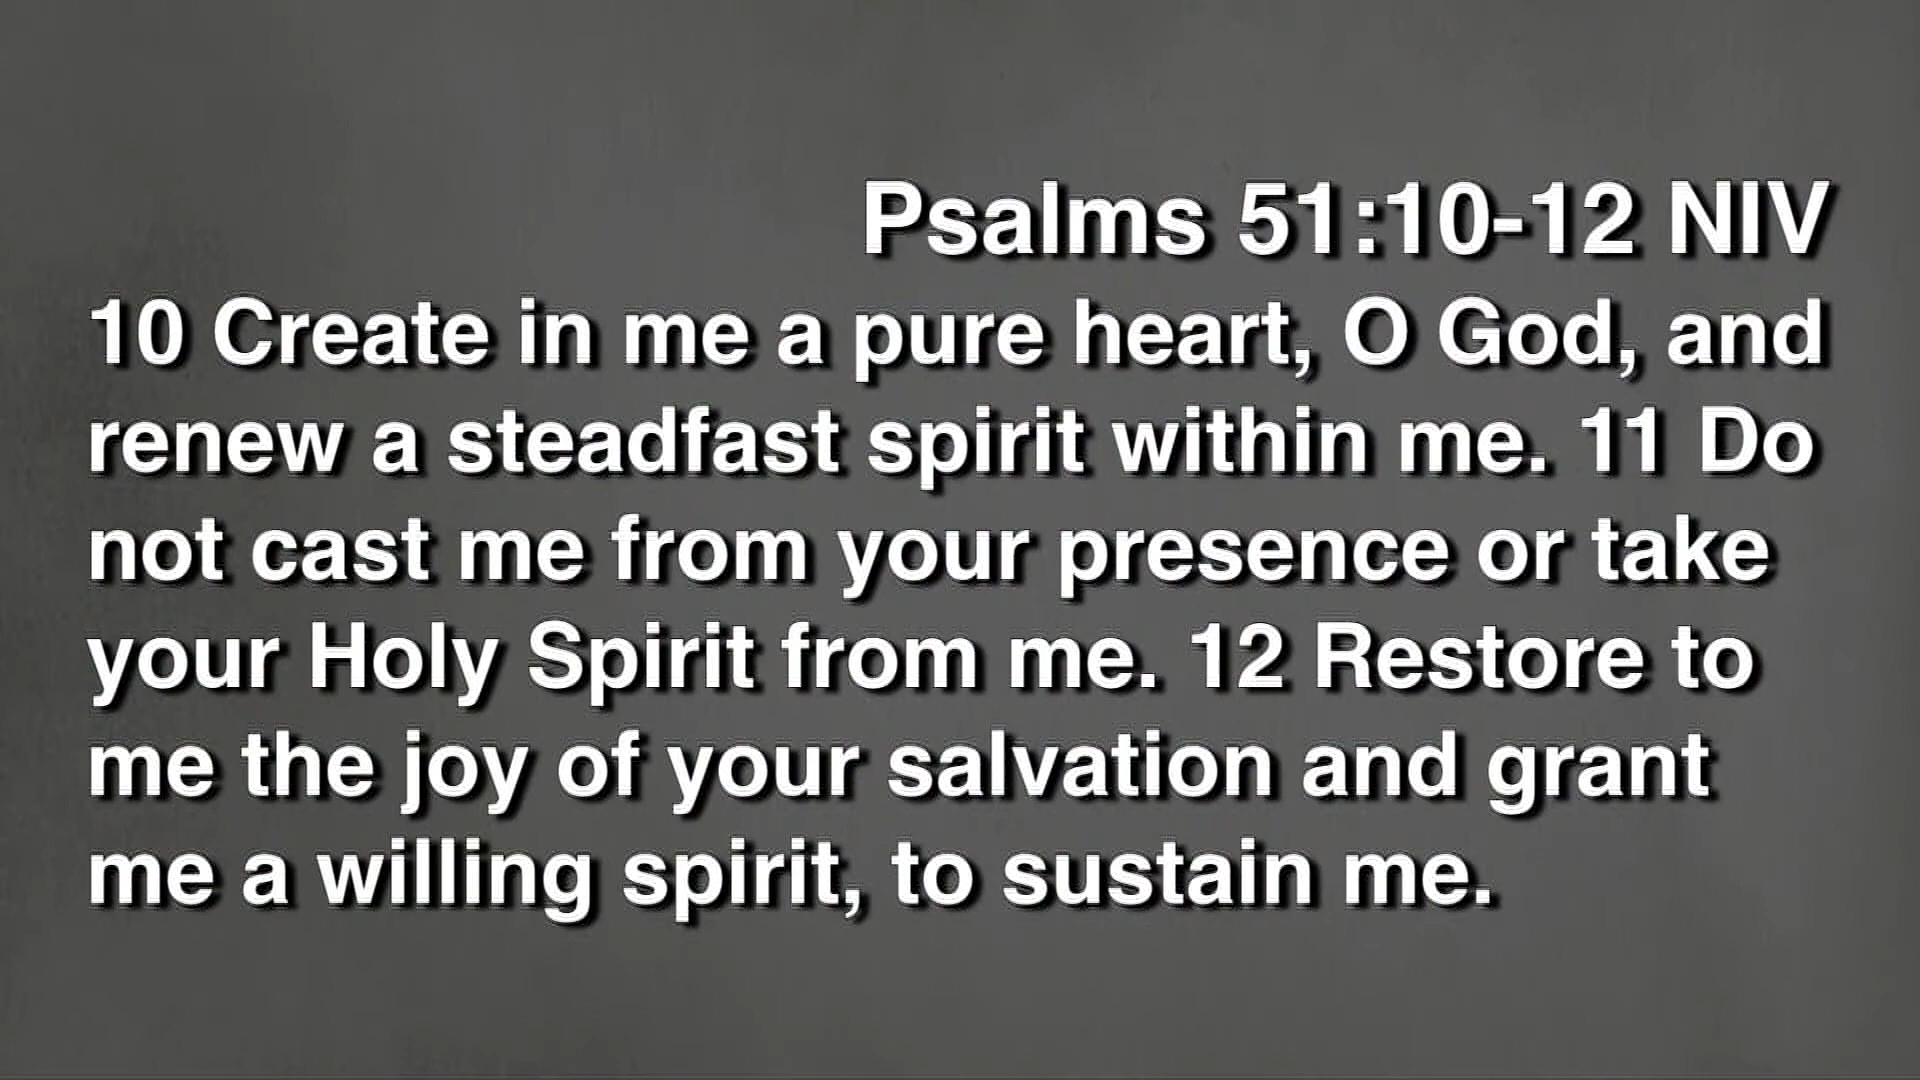 Psalms 51:10-12 NIV
10 Create in me a pure heart, O God, and
renew a steadfast spirit within me. 11 Do
not cast me from your presence or take
your Holy Spirit from me. 12 Restore to
me the joy of your salvation and grant
me a willing spirit, to sustain me.